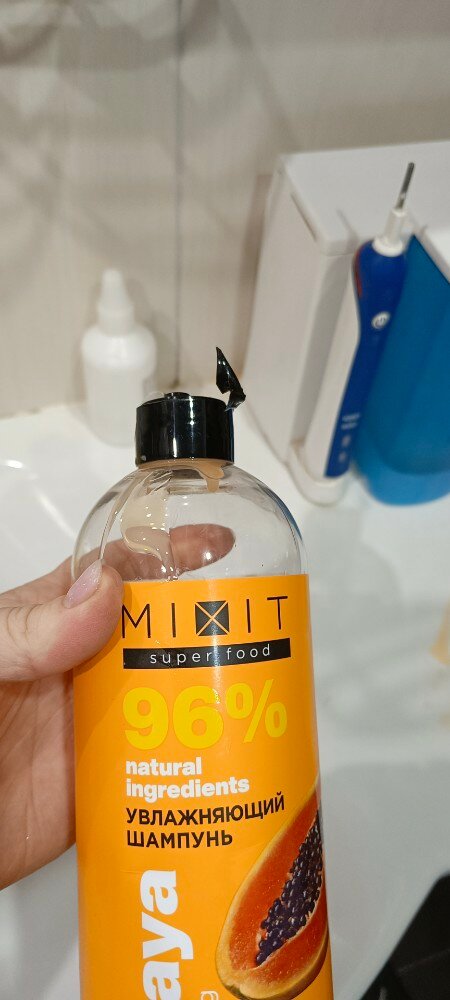 MIXIT
super food
96%
natural
ingredients
УВЛАЖНЯЮЩИЙ
ШАМПУНЬ
aya